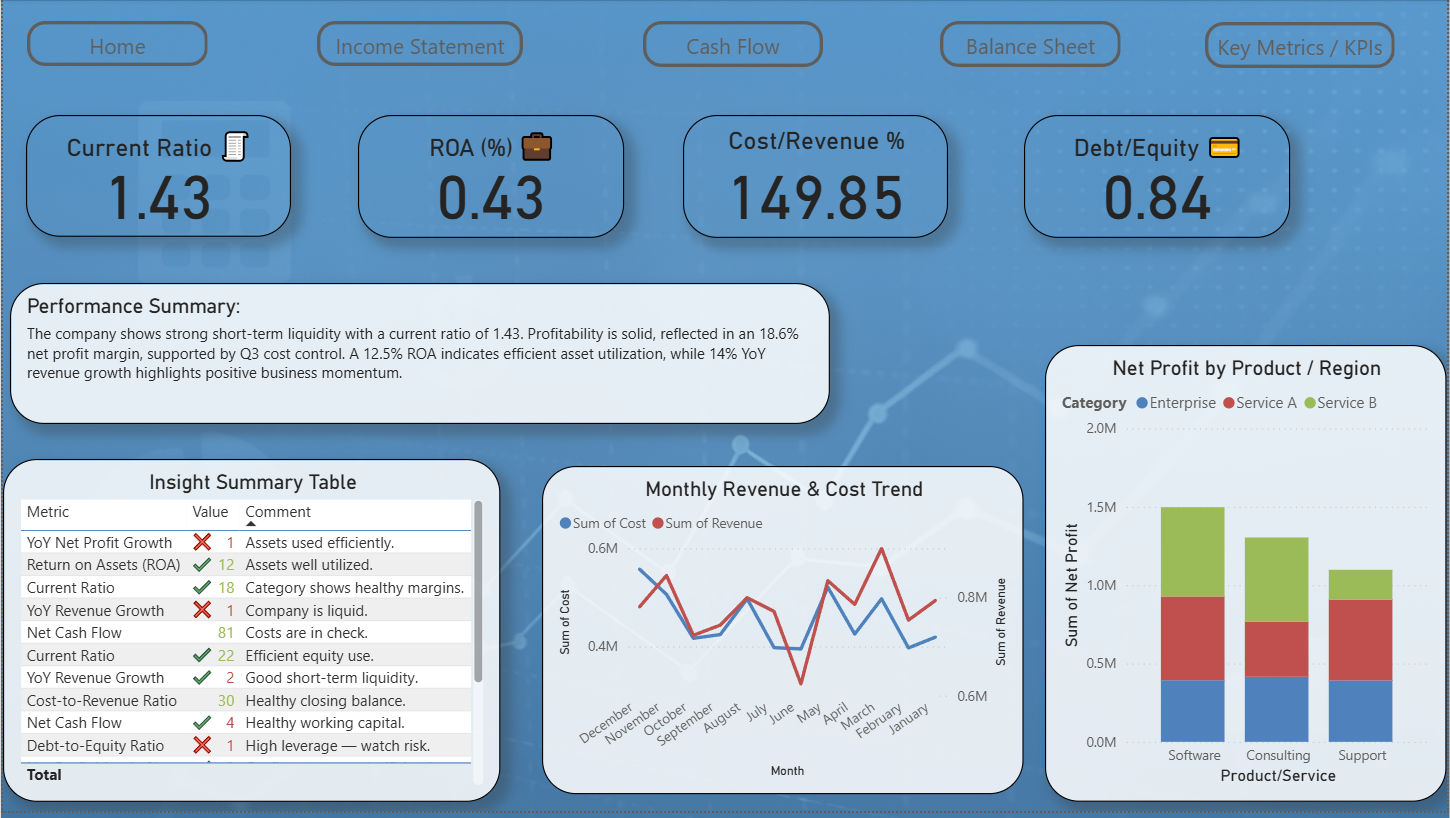 Home
Income Statement
Cash Flow
Balance Sheet
Key Metrics / KPIs
Current Ratio
1.43
ROA (%)
0.43
Cost/Revenue %
149.85
Debt/Equity
0.84
Performance Summary:
The company shows strong short-term liquidity with a current ratio of 1.43. Profitability is solid, reflected in an 18.6%
net profit margin, supported by Q3 cost control. A 12.5% ROA indicates efficient asset utilization, while 14% YoY
revenue growth highlights positive business momentum.
Insight Summary Table
Metric Value Comment
YoY Net Profit Growth 1 Assets used efficiently.
Return on Assets (ROA) 12 Assets well utilized.
Current Ratio 18 Category shows healthy margins.
YoY Revenue Growth 1 Company is liquid.
Net Cash Flow 81 Costs are in check.
Current Ratio 22 Efficient equity use.
YoY Revenue Growth 2 Good short-term liquidity.
Cost-to-Revenue Ratio 30 Healthy closing balance.
Net Cash Flow 4 Healthy working capital.
Debt-to-Equity Ratio 1 High leverage — watch risk.
Total
Monthly Revenue & Cost Trend
Sum of Cost Sum of Revenue
0.6M
0.4M
Sum of Cost
0.8M
0.6M
Sum of Revenue
December
November
October
September
August
July
June
May
April
March
February
January
Month
Net Profit by Product / Region
Category Enterprise Service A Service B
2.0M
1.5M
1.0M
0.5M
0.0M
Sum of Net Profit
Software Consulting Support
Product/Service